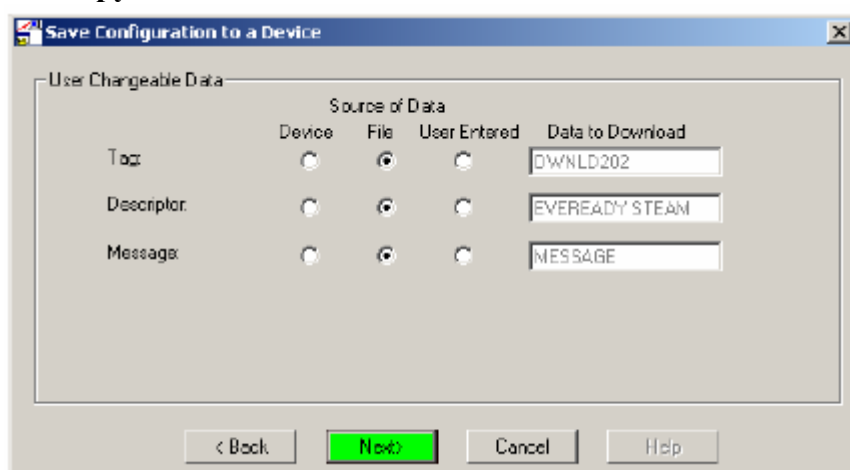 Save Configuration to a Device
User Changeable Data
Source of Data
Device File User Entered Data to Download
Tag: DWNLD202
Descriptor: EVEREADY STEAM
Message: MESSAGE
< Back Next> Cancel Help